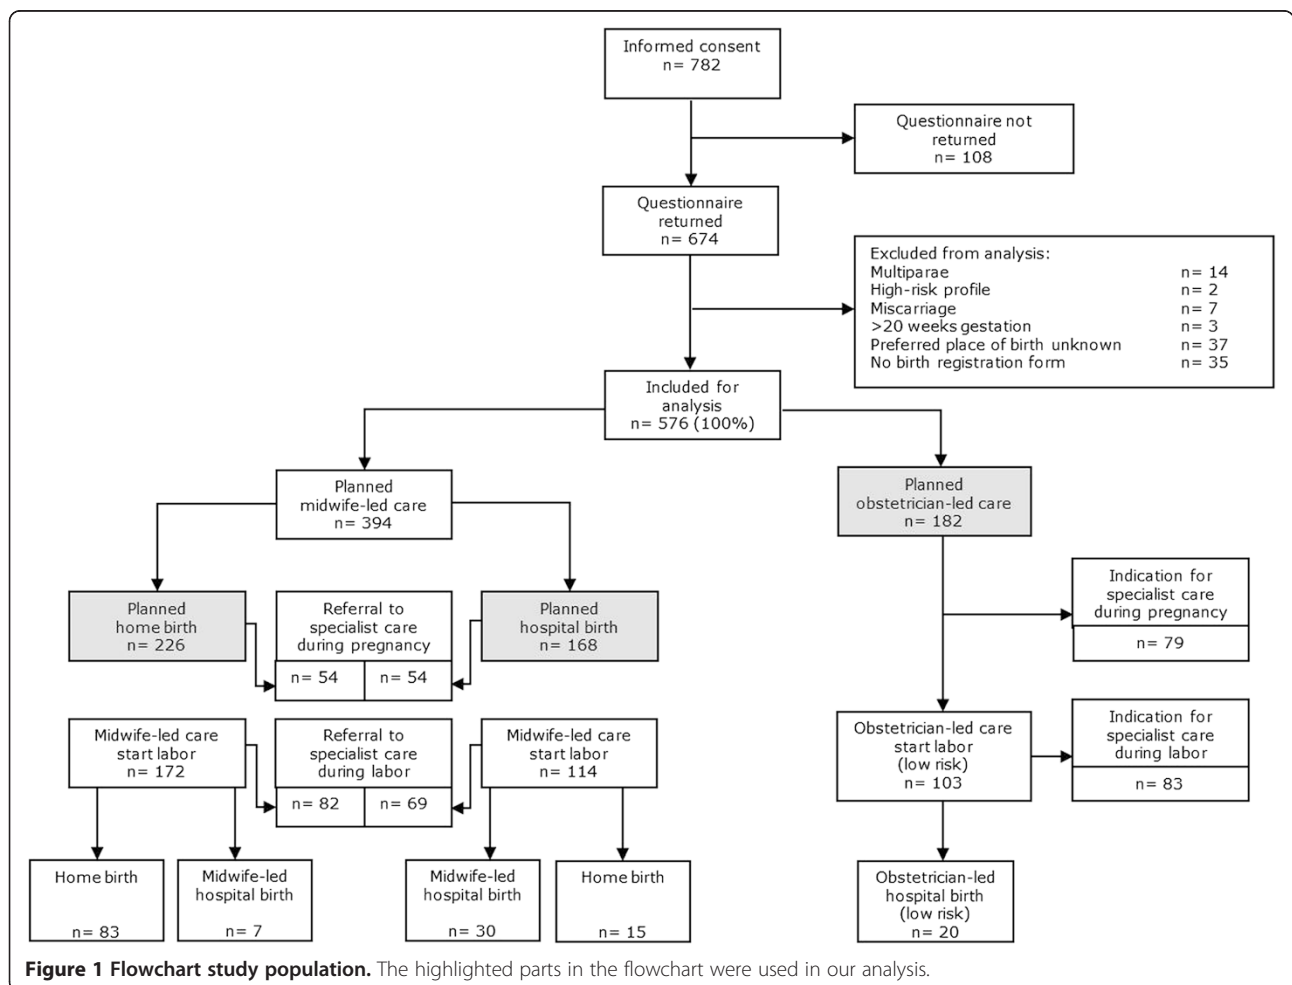 Informed consent
n= 782
Questionnaire not
returned
n= 108
Questionnaire
returned
n= 674
Excluded from analysis:
Multiparae n= 14
High-risk profile n= 2
Miscarriage n= 7
>20 weeks gestation n= 3
Preferred place of birth unknown n= 37
No birth registration form n= 35
Included for
analysis
n= 576 (100%)
Planned
midwife-led care
n= 394
Planned
obstetrician-led care
n= 182
Planned
home birth
n= 226
Referral to
specialist care
during pregnancy
n= 54 n= 54
Planned
hospital birth
n= 168
Indication for
specialist care
during pregnancy
n= 79
Midwife-led care
start labor
n= 172
Referral to
specialist care
during labor
n= 82 n= 69
Midwife-led care
start labor
n= 114
Obstetrician-led care
start labor
(low risk)
n= 103
Indication for
specialist care
during labor
n= 83
Home birth
n= 83
Midwife-led
hospital birth
n= 7
Midwife-led
hospital birth
n= 30
Home birth
n= 15
Obstetrician-led
hospital birth
(low risk)
n= 20
Figure 1 Flowchart study population. The highlighted parts in the flowchart were used in our analysis.